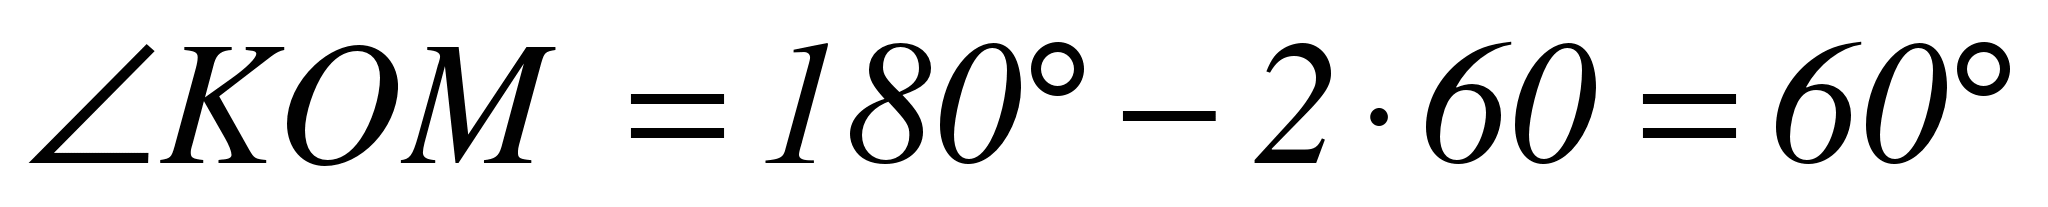 ∠KOM = 180° − 2 · 60 = 60°